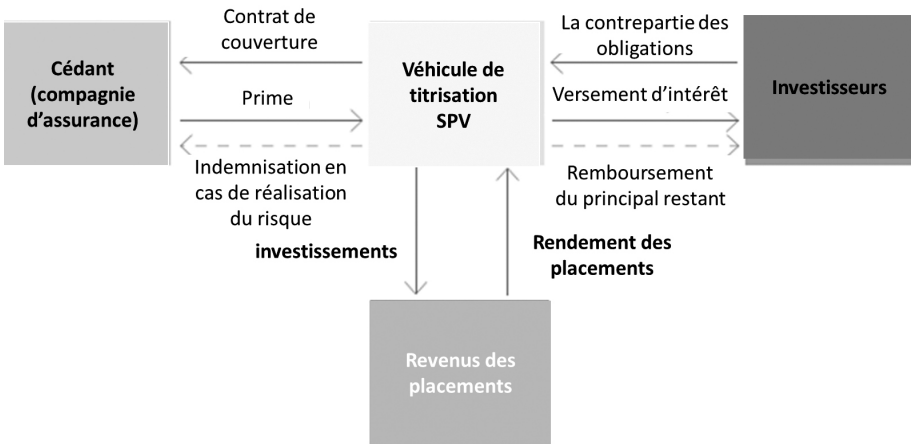 Contrat de
couverture
La contrepartie des
obligations
Cédant
(compagnie
d'assurance)
Véhicule de
titrisation
SPV
Investisseurs
Prime
Versement d'intérêt
Indemnisation en
cas de réalisation
du risque
Remboursement
du principal restant
investissements
Rendement des
placements
Revenus des
placements